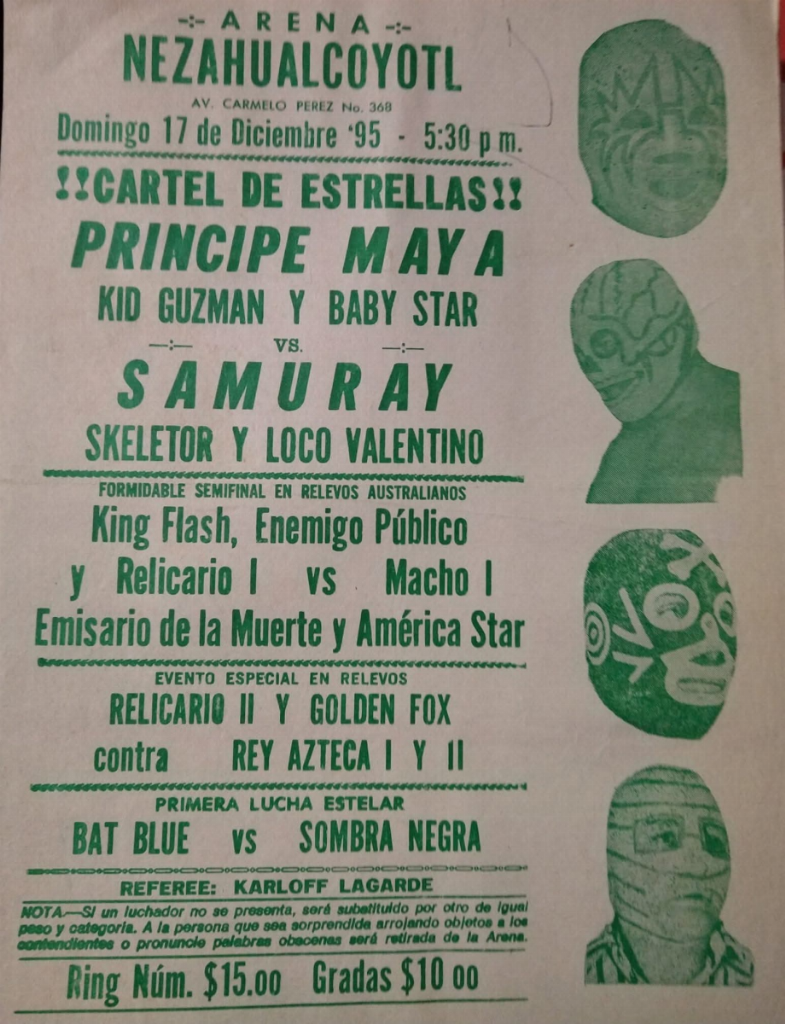 -:- ARENA -:-
NEZAHUALCOYOTL
AV. CARMELO PEREZ No. 368
Domingo 17 de Diciembre '95 - 5:30 p m.
!!CARTEL DE ESTRELLAS!!
PRINCIPE MAYA
KID GUZMAN Y BABY STAR
—:— VS. —:—
SAMURAY
SKELETOR Y LOCO VALENTINO
FORMIDABLE SEMIFINAL EN RELEVOS AUSTRALIANOS
King Flash, Enemigo Público
y Relicario I vs Macho I
Emisario de la Muerte y América Star
EVENTO ESPECIAL EN RELEVOS
RELICARIO II Y GOLDEN FOX
contra REY AZTECA I Y II
PRIMERA LUCHA ESTELAR
BAT BLUE vs SOMBRA NEGRA
REFEREE: KARLOFF LAGARDE
NOTA.—Si un luchador no se presenta, será substituido por otro de igual
peso y categoria. A la persona que sea sorprendida arrojando objetos a los
contendientes o pronuncie palabras obscenas será retirada de la Arena.
Ring Núm. $15.00 Gradas $10 00